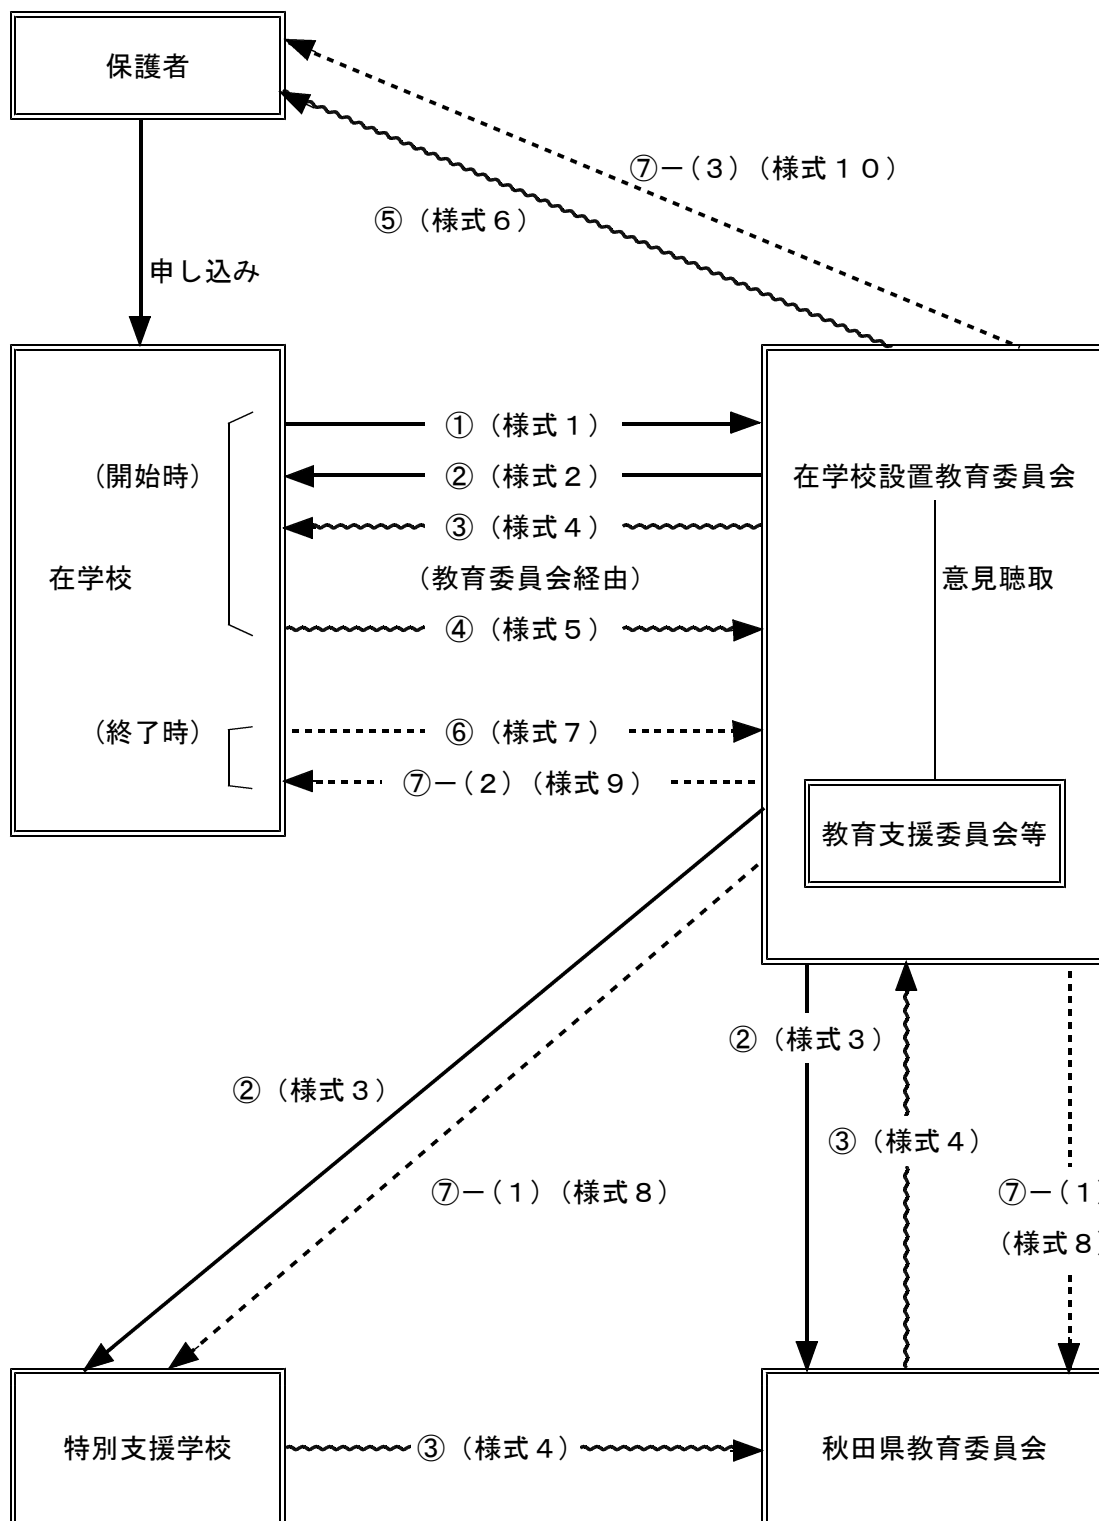 保護者
⑦－(３)（様式１０）
⑤（様式６）
申し込み
①（様式１）
（開始時）
②（様式２）
在学校設置教育委員会
③（様式４）
在学校
（教育委員会経由）
意見聴取
④（様式５）
（終了時）
⑥（様式７）
⑦－(２)（様式９）
教育支援委員会等
②（様式３）
②（様式３）
③（様式４）
⑦－(１)（様式８）
⑦－(１)
（様式８）
特別支援学校
③（様式４）
秋田県教育委員会